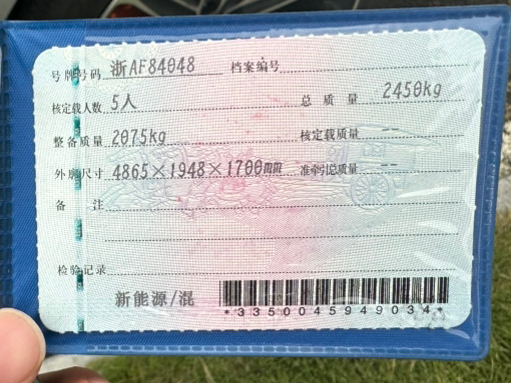 号牌号码 浙AF84048 档案编号
核定载人数 5人 总质量 2450kg
整备质量 2075kg 核定载质量 --
外廓尺寸 4865×1948×1700mm 准牵引总质量 --
备注
检验记录
新能源/混
*3350045949034*